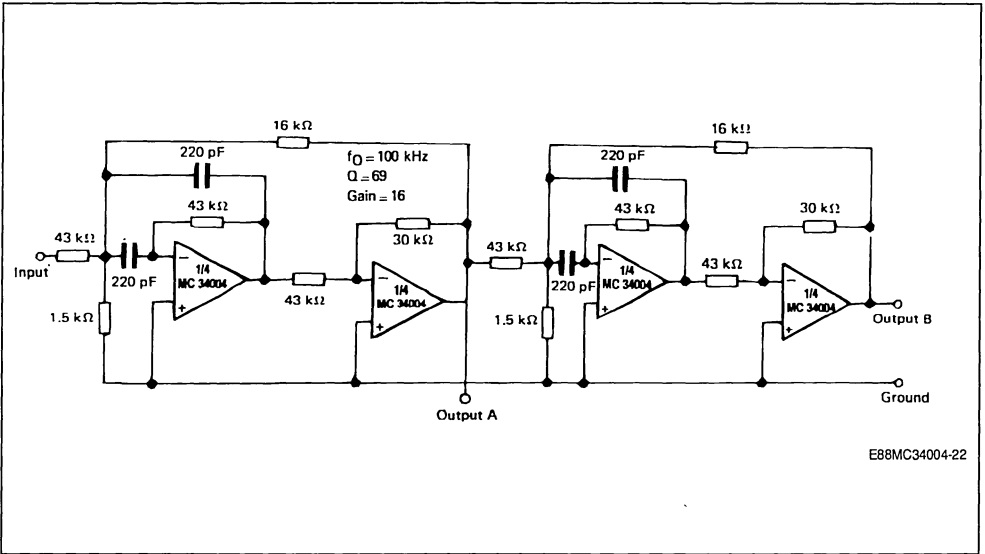 16 kΩ
220 pF
fO = 100 kHz
Q = 69
Gain = 16
43 kΩ
30 kΩ
43 kΩ
Input
220 pF
−
+
1/4
MC 34004
43 kΩ
1.5 kΩ
−
+
1/4
MC 34004
Output A
16 kΩ
220 pF
43 kΩ
30 kΩ
43 kΩ
220 pF
−
+
1/4
MC 34004
43 kΩ
1.5 kΩ
−
+
1/4
MC 34004
Output B
Ground
E88MC34004-22